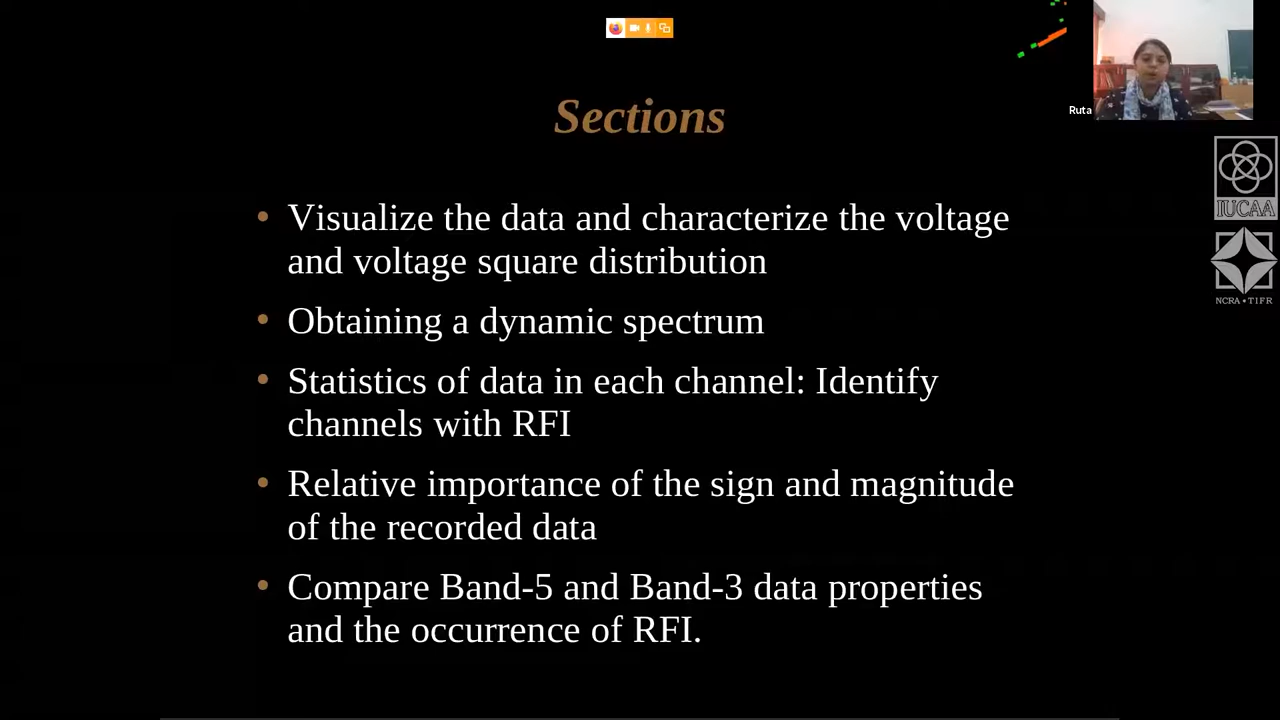 Sections
Ruta
IUCAA
NCRA • TIFR
• Visualize the data and characterize the voltage
and voltage square distribution
• Obtaining a dynamic spectrum
• Statistics of data in each channel: Identify
channels with RFI
• Relative importance of the sign and magnitude
of the recorded data
• Compare Band-5 and Band-3 data properties
and the occurrence of RFI.